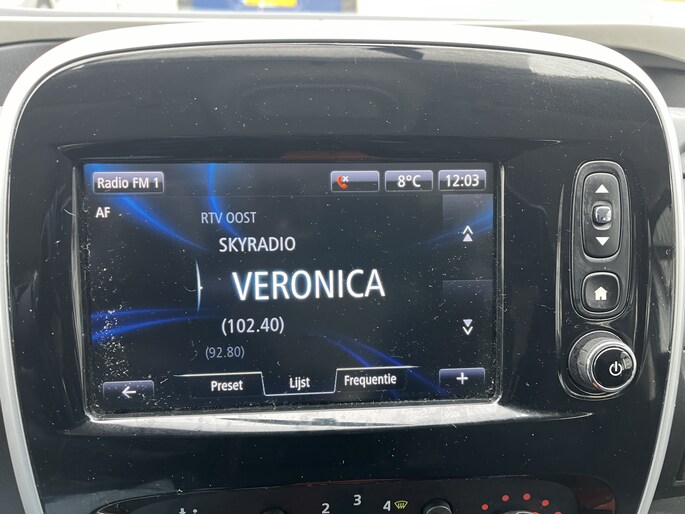 Radio FM 1
8°C
12:03
AF
RTV OOST
SKYRADIO
VERONICA
(102.40)
(92.80)
Preset
Lijst
Frequentie
2
3
4